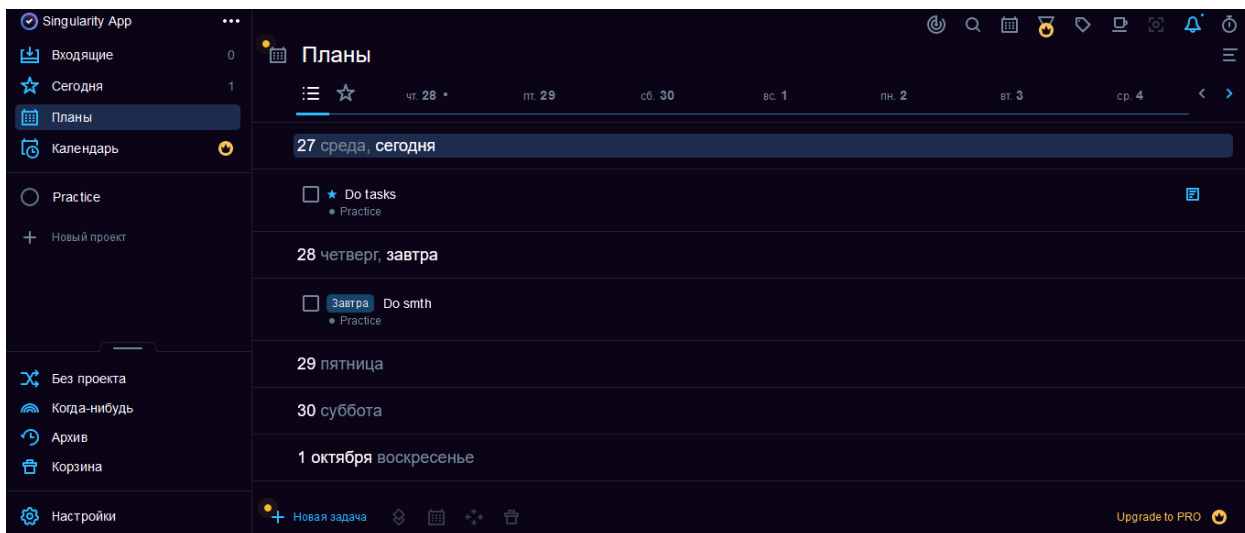 Singularity App
Входящие 0
Сегодня 1
Планы
Календарь
Practice
Новый проект
Без проекта
Когда-нибудь
Архив
Корзина
Настройки
Планы
чт. 28 • пт. 29 сб. 30 вс. 1 пн. 2 вт. 3 ср. 4
27 среда, сегодня
Do tasks
Practice
28 четверг, завтра
Завтра Do smth
Practice
29 пятница
30 суббота
1 октября воскресенье
Новая задача
Upgrade to PRO